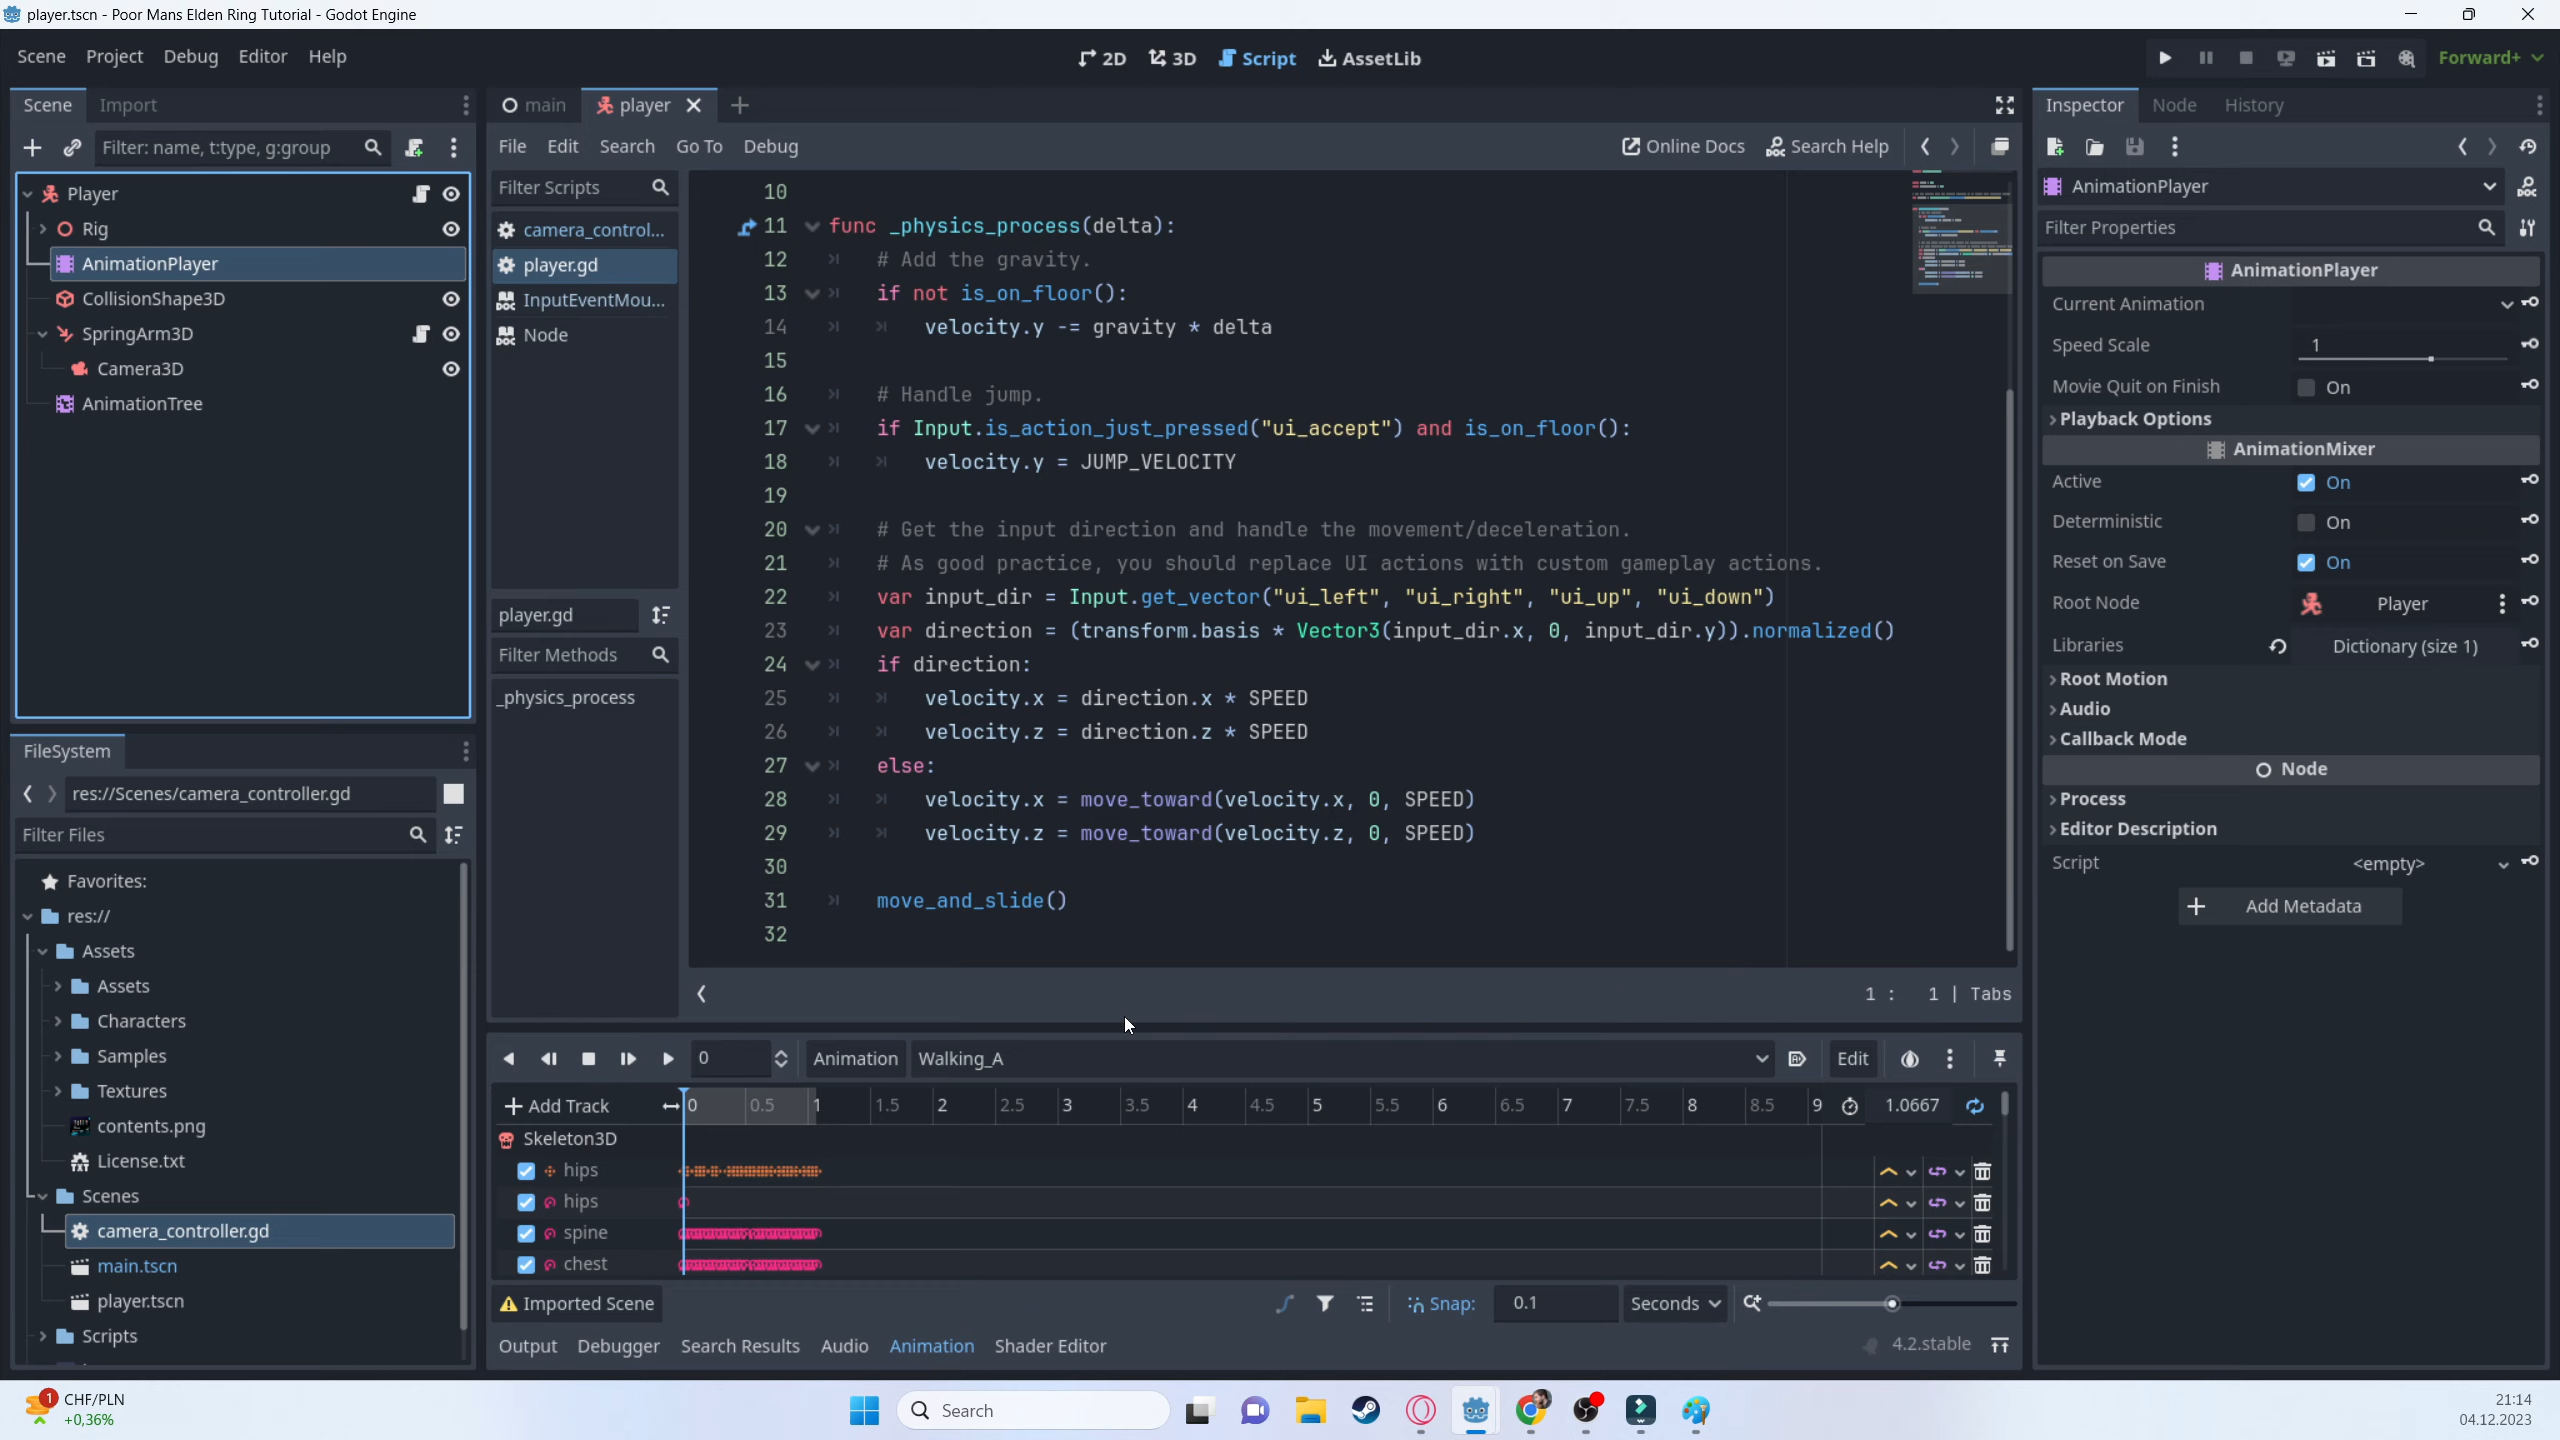 player.tscn - Poor Mans Elden Ring Tutorial - Godot Engine
Scene Project Debug Editor Help
2D 3D Script AssetLib
Forward+
Scene Import
Filter: name, t:type, g:group
Player
Rig
AnimationPlayer
CollisionShape3D
SpringArm3D
Camera3D
AnimationTree
FileSystem
res://Scenes/camera_controller.gd
Filter Files
Favorites:
res://
Assets
Assets
Characters
Samples
Textures
contents.png
License.txt
Scenes
camera_controller.gd
main.tscn
player.tscn
Scripts
main player
File Edit Search Go To Debug
Online Docs Search Help
Filter Scripts
camera_control...
player.gd
InputEventMou...
Node
player.gd
Filter Methods
_physics_process
10
11 func _physics_process(delta):
12 # Add the gravity.
13 if not is_on_floor():
14 velocity.y -= gravity * delta
15
16 # Handle jump.
17 if Input.is_action_just_pressed("ui_accept") and is_on_floor():
18 velocity.y = JUMP_VELOCITY
19
20 # Get the input direction and handle the movement/deceleration.
21 # As good practice, you should replace UI actions with custom gameplay actions.
22 var input_dir = Input.get_vector("ui_left", "ui_right", "ui_up", "ui_down")
23 var direction = (transform.basis * Vector3(input_dir.x, 0, input_dir.y)).normalized()
24 if direction:
25 velocity.x = direction.x * SPEED
26 velocity.z = direction.z * SPEED
27 else:
28 velocity.x = move_toward(velocity.x, 0, SPEED)
29 velocity.z = move_toward(velocity.z, 0, SPEED)
30
31 move_and_slide()
32
1 : 1 | Tabs
0 Animation Walking_A Edit
Add Track 0 0.5 1 1.5 2 2.5 3 3.5 4 4.5 5 5.5 6 6.5 7 7.5 8 8.5 9 1.0667
Skeleton3D
hips
hips
spine
chest
Imported Scene Snap: 0.1 Seconds
Output Debugger Search Results Audio Animation Shader Editor 4.2.stable
Inspector Node History
AnimationPlayer
Filter Properties
AnimationPlayer
Current Animation
Speed Scale 1
Movie Quit on Finish On
Playback Options
AnimationMixer
Active On
Deterministic On
Reset on Save On
Root Node Player
Libraries Dictionary (size 1)
Root Motion
Audio
Callback Mode
Node
Process
Editor Description
Script <empty>
Add Metadata
1 CHF/PLN
+0,36%
Search
21:14
04.12.2023